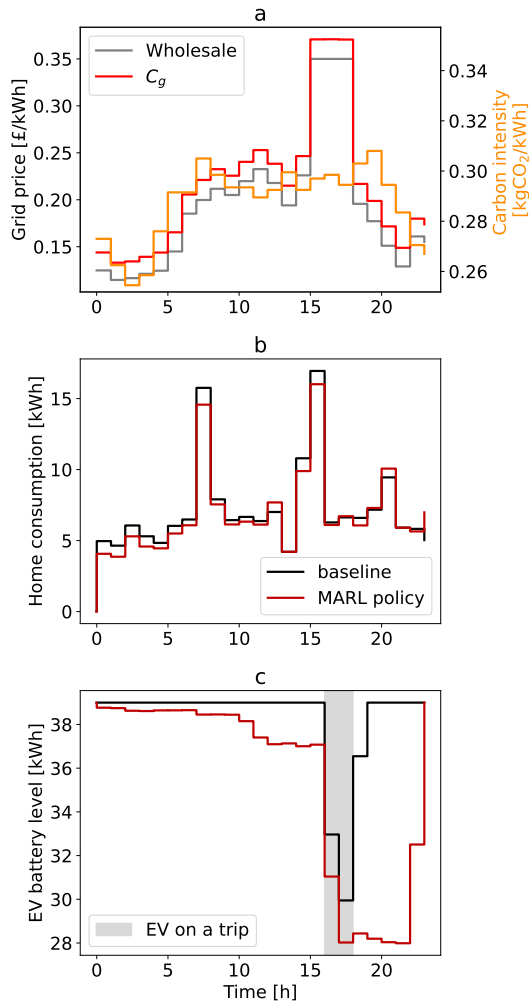 a
Wholesale
C_g
0.35
0.30
0.25
0.20
0.15
Grid price [£/kWh]
0.34
0.32
0.30
0.28
0.26
Carbon intensity
[kgCO₂/kWh]
0 5 10 15 20
b
15
10
5
0
Home consumption [kWh]
baseline
MARL policy
0 5 10 15 20
c
38
36
34
32
30
28
EV battery level [kWh]
EV on a trip
0 5 10 15 20
Time [h]